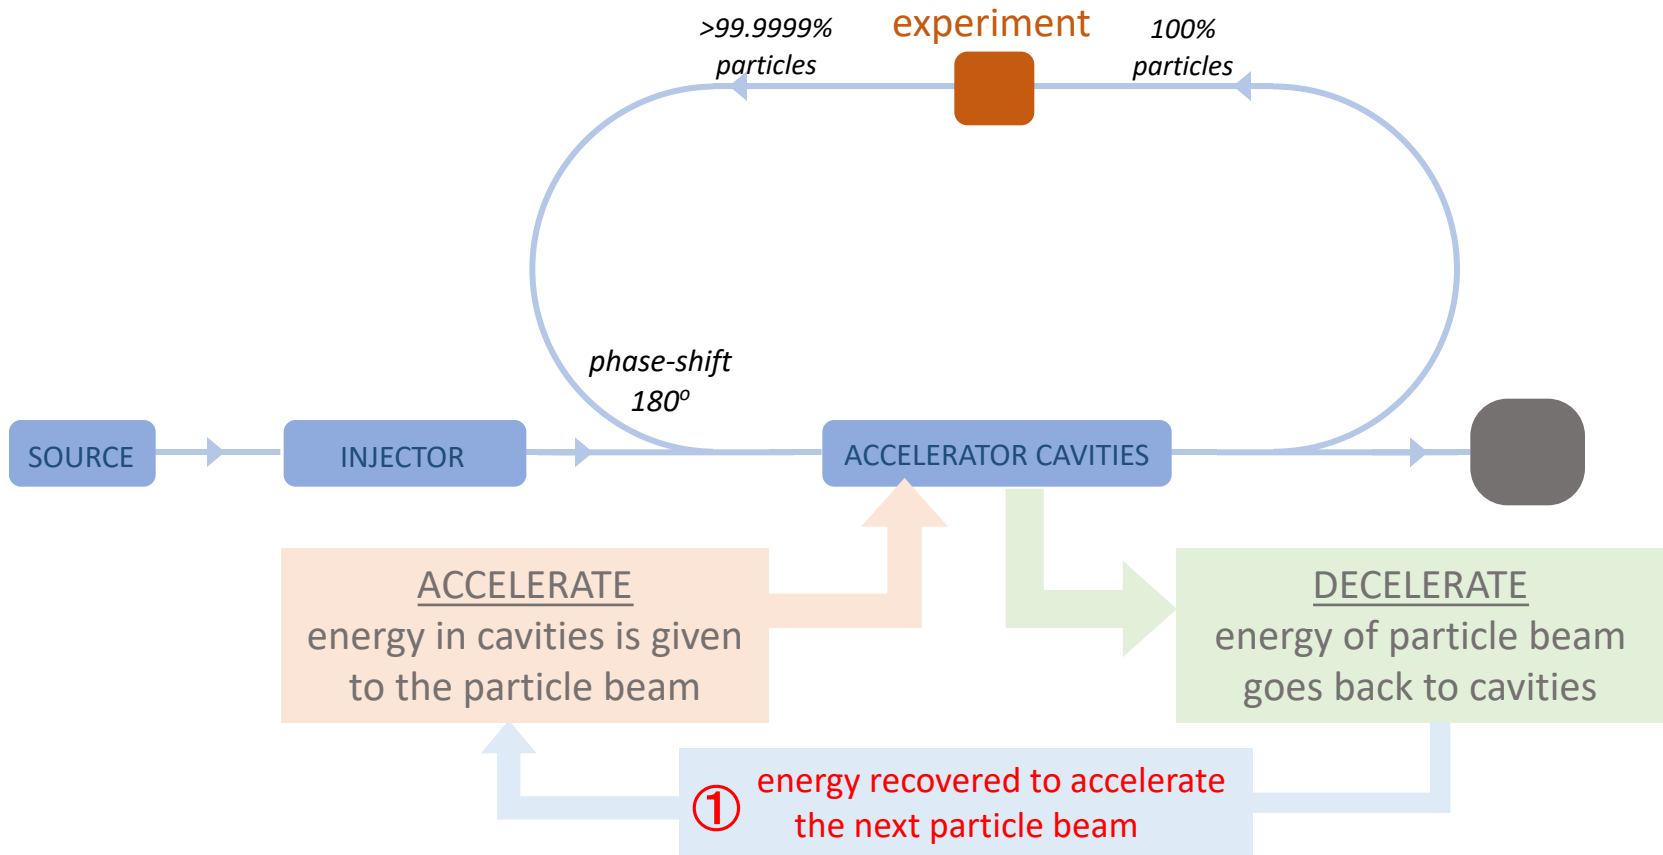 >99.9999%
particles
experiment
100%
particles
phase-shift
180º
SOURCE
INJECTOR
ACCELERATOR CAVITIES
ACCELERATE
energy in cavities is given
to the particle beam
DECELERATE
energy of particle beam
goes back to cavities
① energy recovered to accelerate
the next particle beam